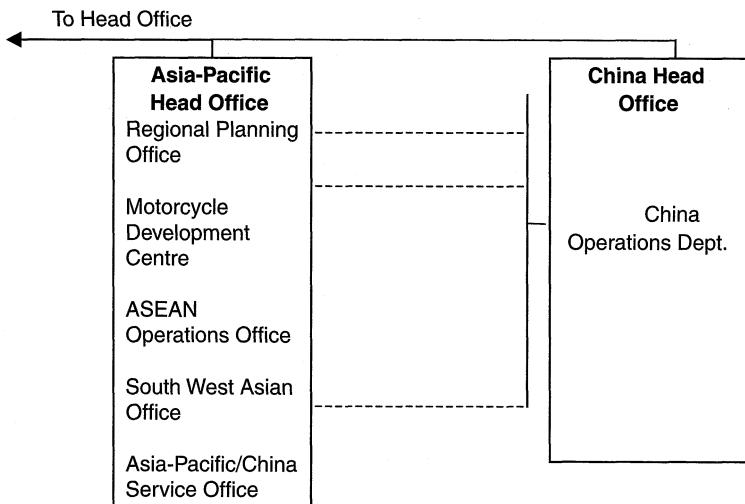 To Head Office
Asia-Pacific
Head Office
Regional Planning
Office
Motorcycle
Development
Centre
ASEAN
Operations Office
South West Asian
Office
Asia-Pacific/China
Service Office
China Head
Office
China
Operations Dept.